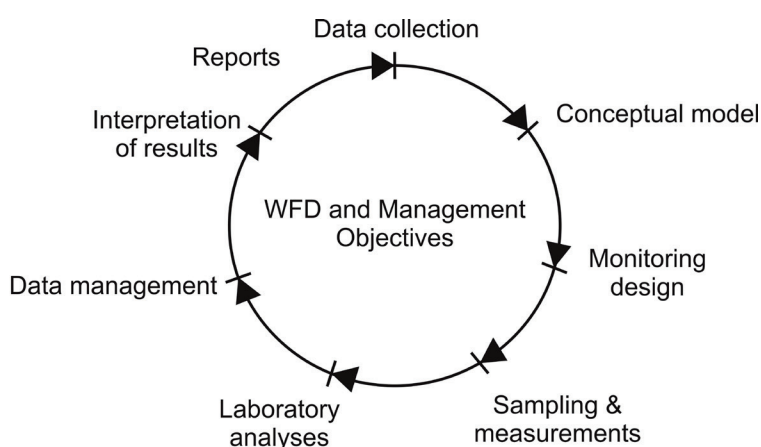 Data collection
Conceptual model
Monitoring
design
Sampling &
measurements
Laboratory
analyses
Data management
Interpretation
of results
Reports
WFD and Management
Objectives